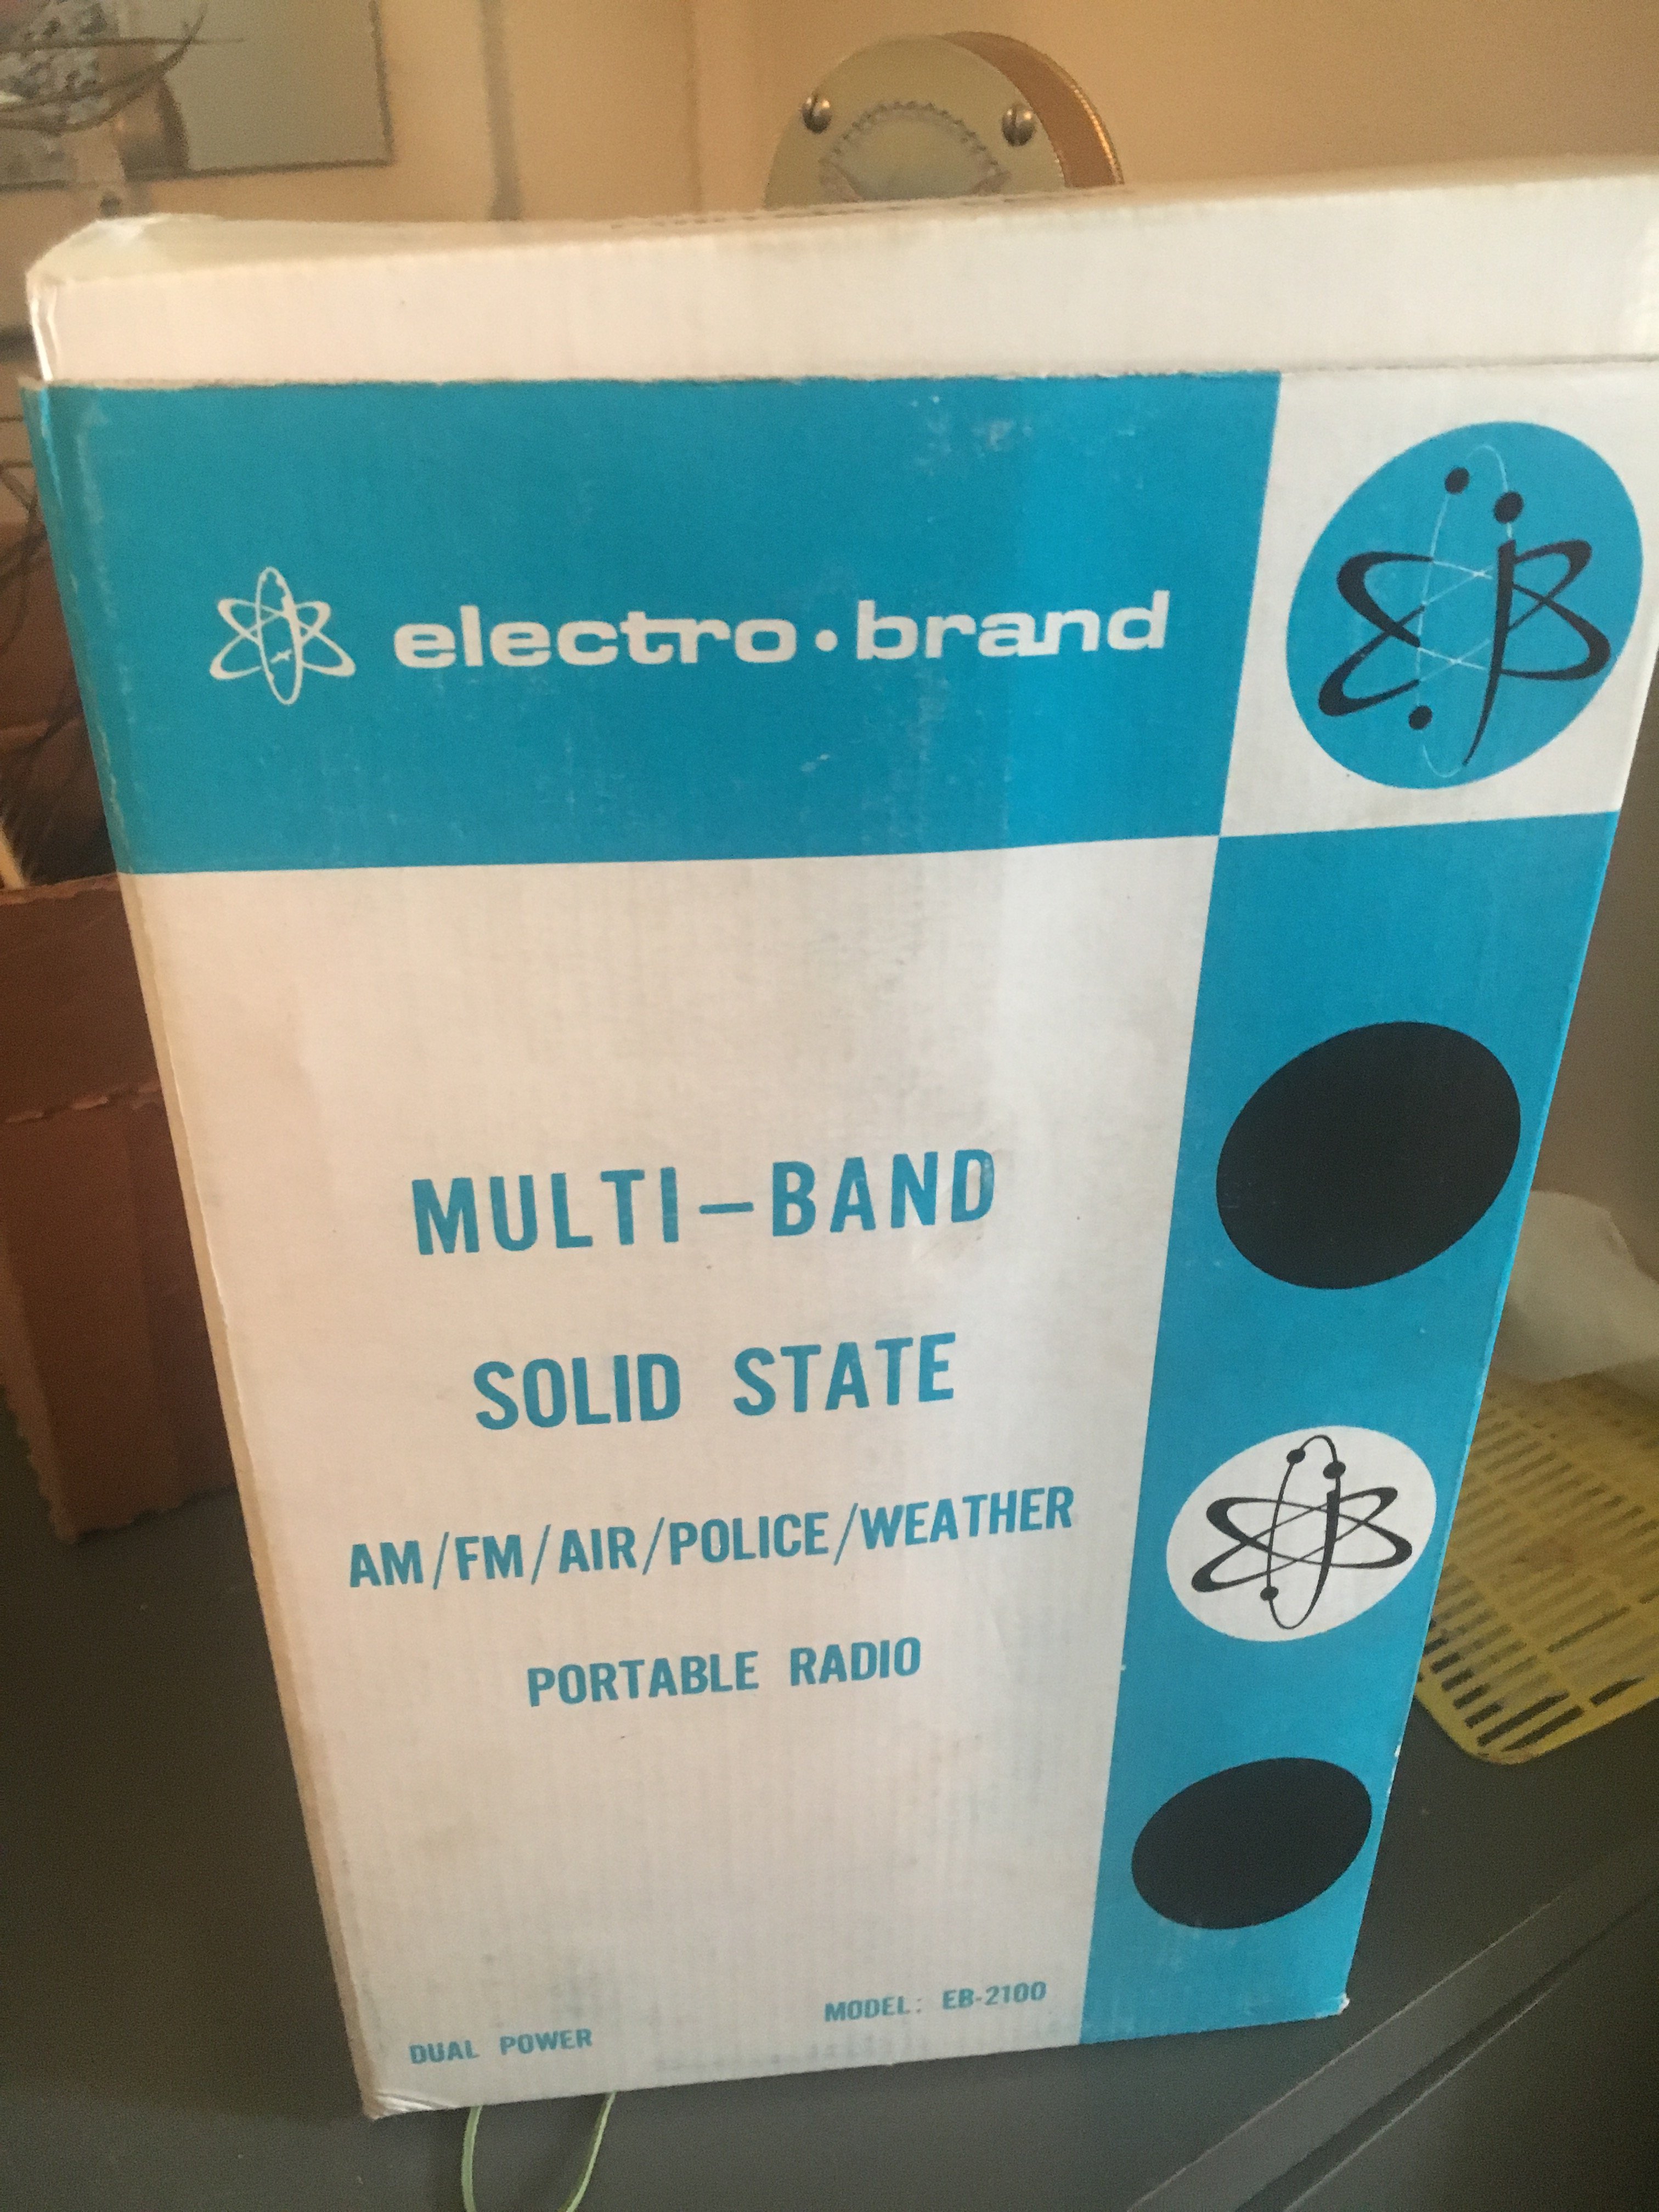 electro·brand
MULTI-BAND
SOLID STATE
AM/FM/AIR/POLICE/WEATHER
PORTABLE RADIO
DUAL POWER
MODEL: EB-2100